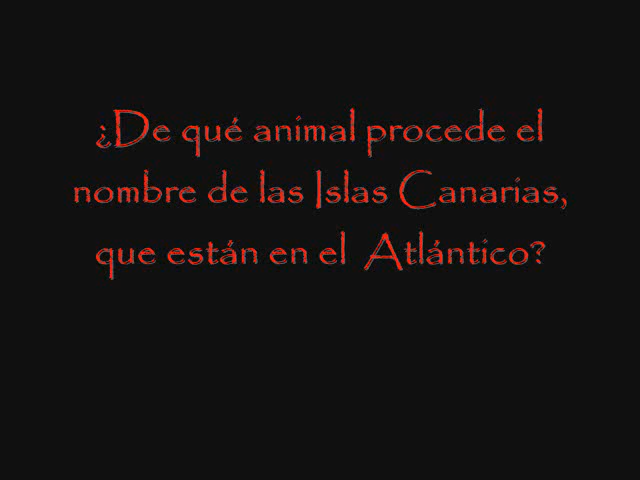 ¿De qué animal procede el
nombre de las Islas Canarias,
que están en el Atlántico?